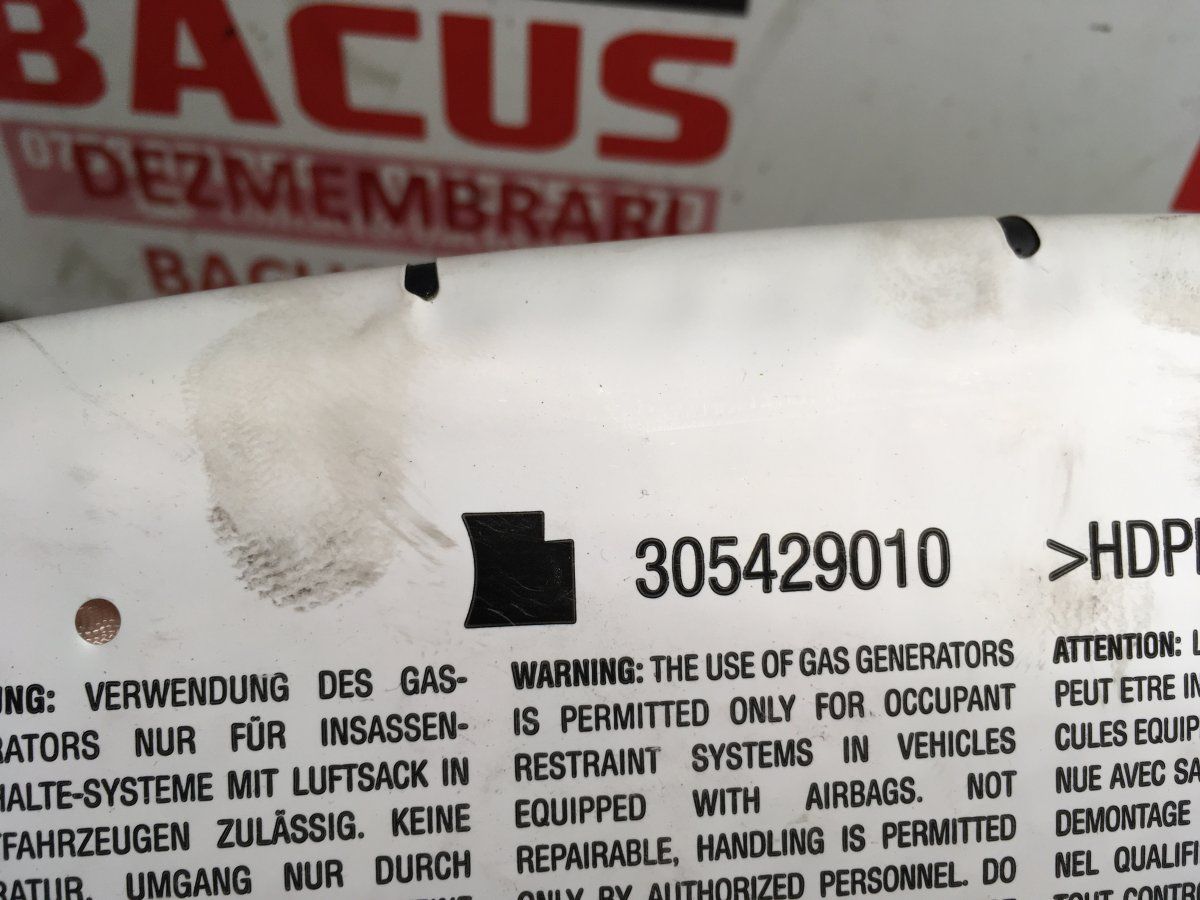 BACUS
DEZMEMBRARI
305429010
UNG: VERWENDUNG DES GAS-
RATORS NUR FÜR INSASSEN-
HALTE-SYSTEME MIT LUFTSACK IN
TFAHRZEUGEN ZULÄSSIG. KEINE
RATUR. UMGANG NUR DURCH
WARNING: THE USE OF GAS GENERATORS
IS PERMITTED ONLY FOR OCCUPANT
RESTRAINT SYSTEMS IN VEHICLES
EQUIPPED WITH AIRBAGS. NOT
REPAIRABLE, HANDLING IS PERMITTED
ONLY BY AUTHORIZED PERSONNEL. DO
>HDP
ATTENTION: L
PEUT ETRE IN
CULES EQUIP
NUE AVEC SA
DEMONTAGE
NEL QUALIFI
TOUT CONTR